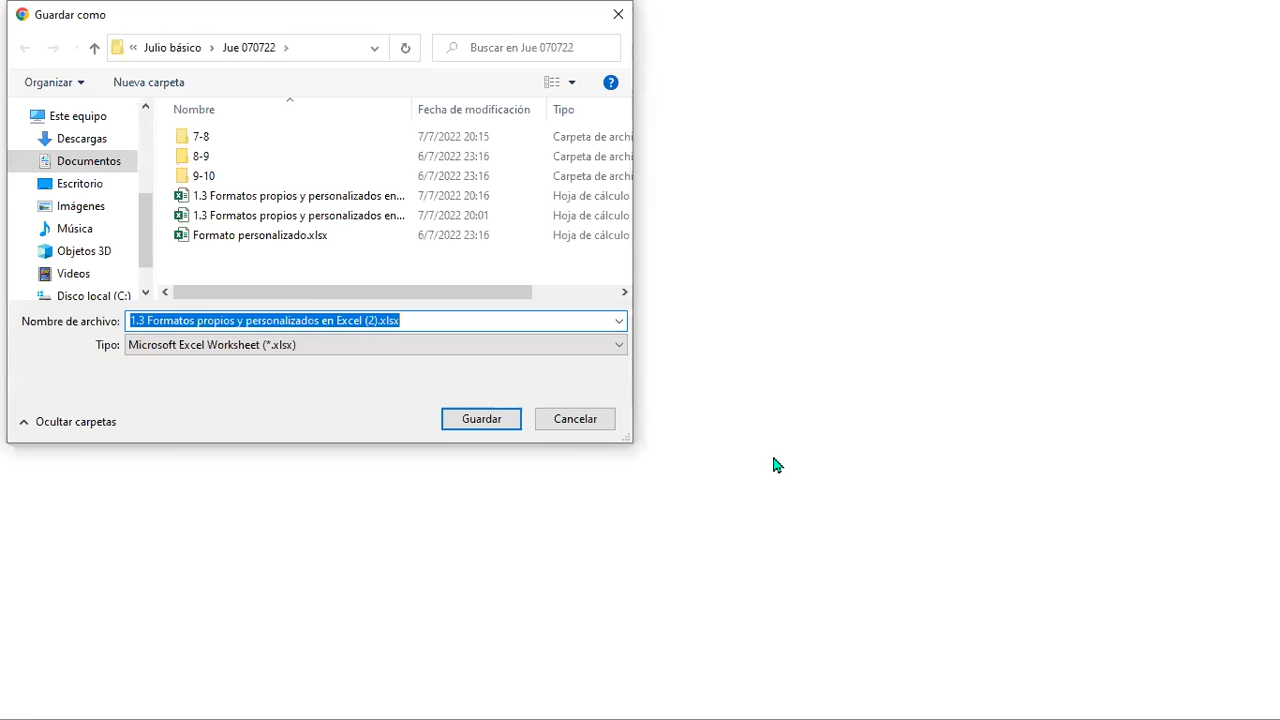 Guardar como
« Julio básico › Jue 070722 ›
Buscar en Jue 070722
Organizar
Nueva carpeta
?
Nombre
Fecha de modificación
Tipo
Este equipo
Descargas
Documentos
Escritorio
Imágenes
Música
Objetos 3D
Videos
Disco local (C:)
7-8 7/7/2022 20:15 Carpeta de archi
8-9 6/7/2022 23:16 Carpeta de archi
9-10 6/7/2022 23:16 Carpeta de archi
1.3 Formatos propios y personalizados en... 7/7/2022 20:16 Hoja de cálculo
1.3 Formatos propios y personalizados en... 7/7/2022 20:01 Hoja de cálculo
Formato personalizado.xlsx 6/7/2022 23:16 Hoja de cálculo
Nombre de archivo: 1.3 Formatos propios y personalizados en Excel (2).xlsx
Tipo: Microsoft Excel Worksheet (*.xlsx)
Ocultar carpetas
Guardar
Cancelar